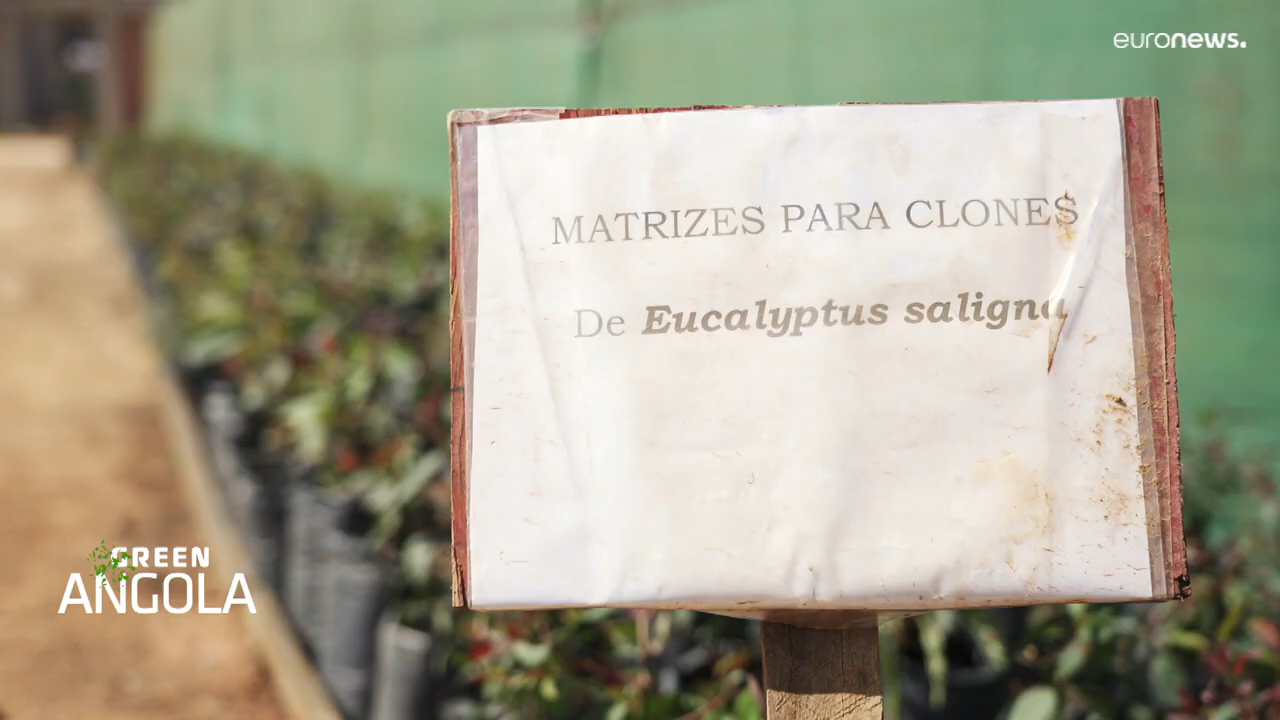 euronews.
MATRIZES PARA CLONES
De Eucalyptus saligna
GREEN
ANGOLA